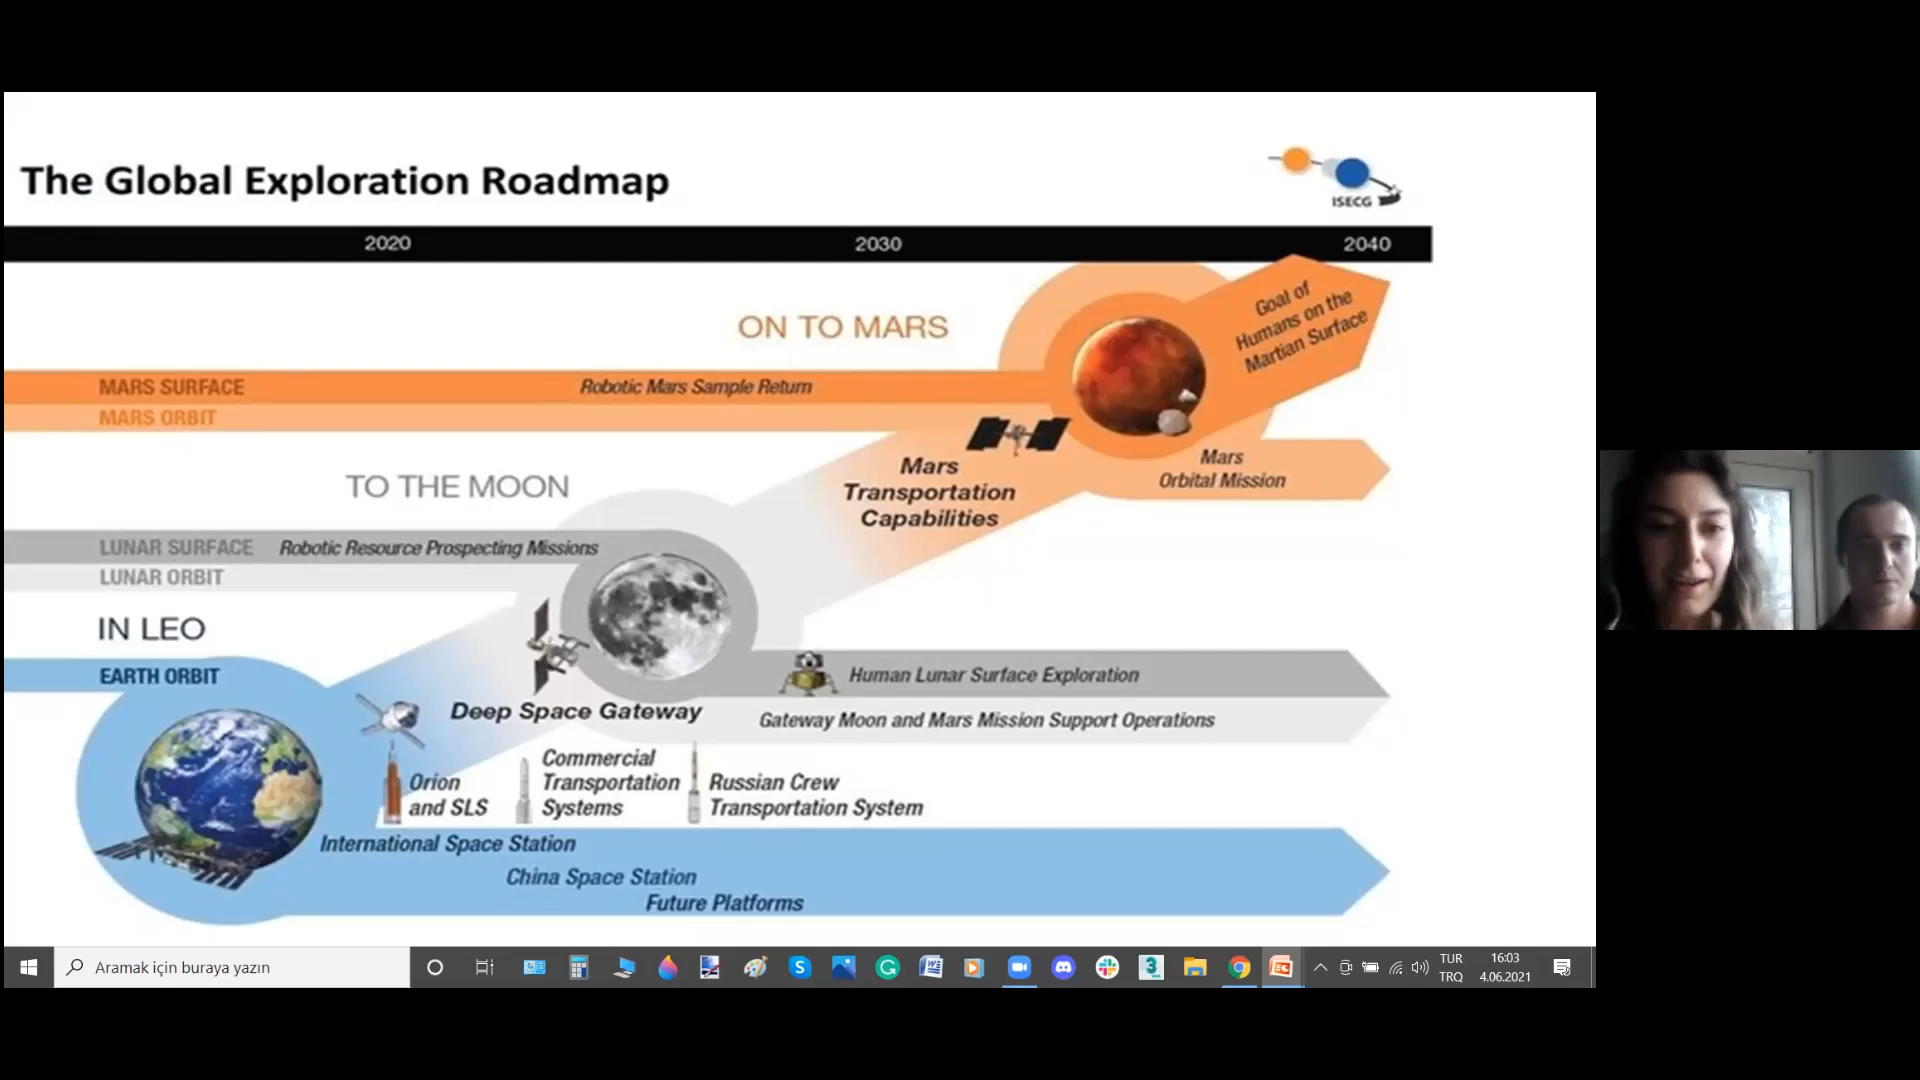 The Global Exploration Roadmap
ISECG
2020 2030 2040
Goal of
Humans on the
Martian Surface
ON TO MARS
MARS SURFACE Robotic Mars Sample Return
MARS ORBIT
Mars
Transportation
Capabilities
Mars
Orbital Mission
TO THE MOON
LUNAR SURFACE Robotic Resource Prospecting Missions
LUNAR ORBIT
IN LEO
EARTH ORBIT
Human Lunar Surface Exploration
Deep Space Gateway
Gateway Moon and Mars Mission Support Operations
Orion
and SLS
Commercial
Transportation
Systems
Russian Crew
Transportation System
International Space Station
China Space Station
Future Platforms
Aramak için buraya yazın
TUR
TRQ
16:03
4.06.2021